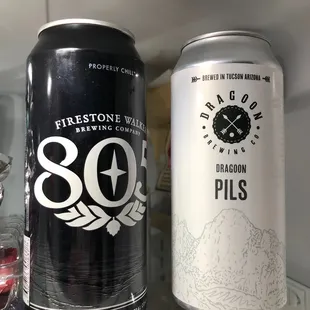 PROPERLY CHILL
FIRESTONE WALKER
BREWING COMPANY
805
BREWED IN TUCSON ARIZONA
DRAGOON
BREWING CO.
DRAGOON
PILS